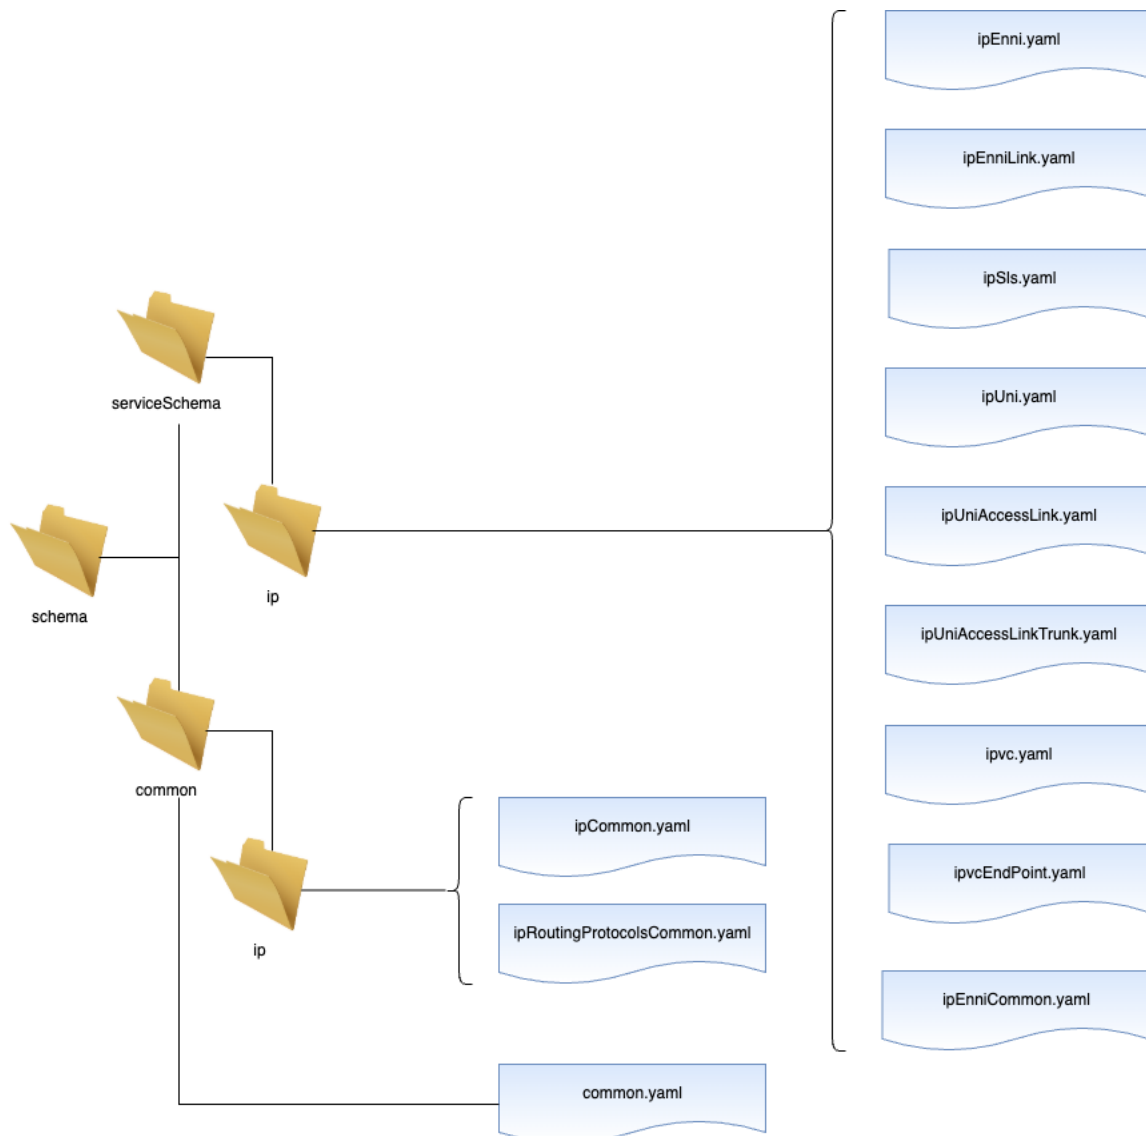 ipEnni.yaml
ipEnniLink.yaml
ipSls.yaml
serviceSchema
ipUni.yaml
ipUniAccessLink.yaml
ip
schema
ipUniAccessLinkTrunk.yaml
ipvc.yaml
common
ipCommon.yaml
ipvcEndPoint.yaml
ipRoutingProtocolsCommon.yaml
ip
ipEnniCommon.yaml
common.yaml